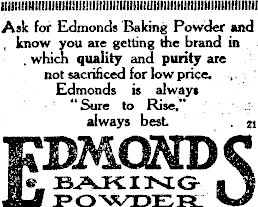 Ask for Edmonds Baking Powder and
know you are getting the brand in
which quality and purity are
not sacrificed for low price.
Edmonds is always
"Sure to Rise,"
always best. 21
EDMONDS
BAKING
POWDER